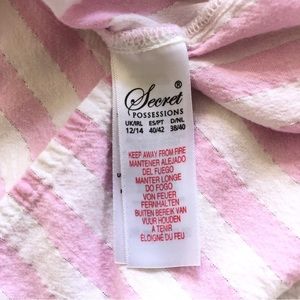 Secret®
POSSESSIONS
UK/IRL ES/PT D/NL
12/14 40/42 38/40
KEEP AWAY FROM FIRE
MANTENER ALEJADO
DEL FUEGO
MANTER LONGE
DO FOGO
VON FEUER
FERNHALTEN
BUITEN BEREIK VAN
VUUR HOUDEN
A TENIR
ÉLOIGNÉ DU FEU